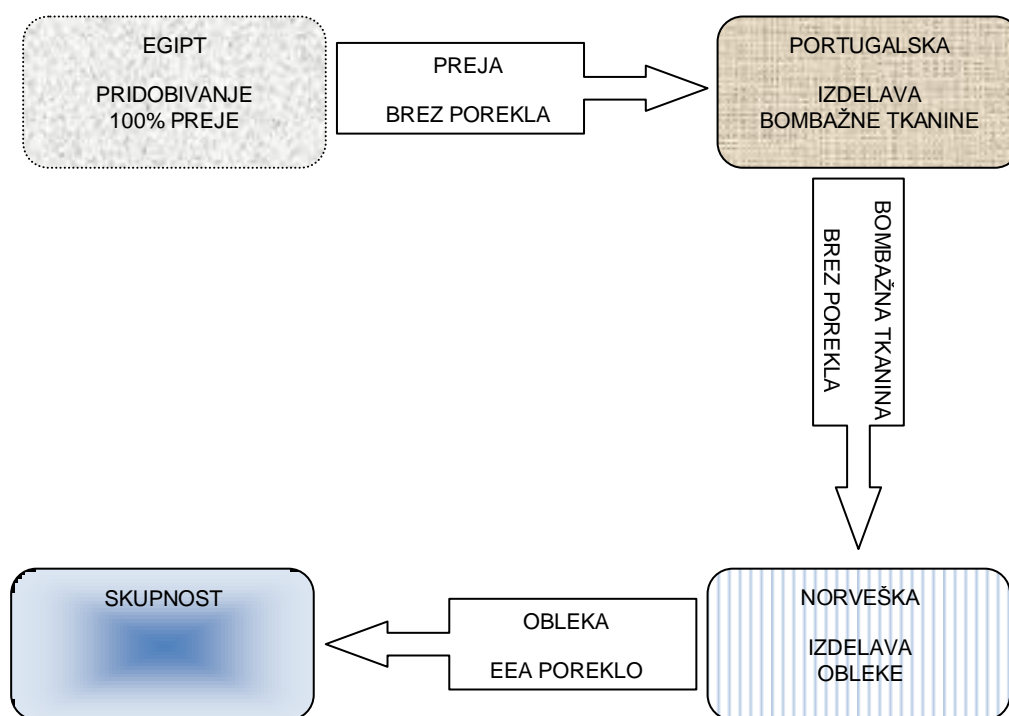 EGIPT
PRIDOBIVANJE
100% PREJE
PREJA
BREZ POREKLA
PORTUGALSKA
IZDELAVA
BOMBAŽNE TKANINE
BOMBAŽNA TKANINA
BREZ POREKLA
NORVEŠKA
IZDELAVA
OBLEKE
OBLEKA
EEA POREKLO
SKUPNOST